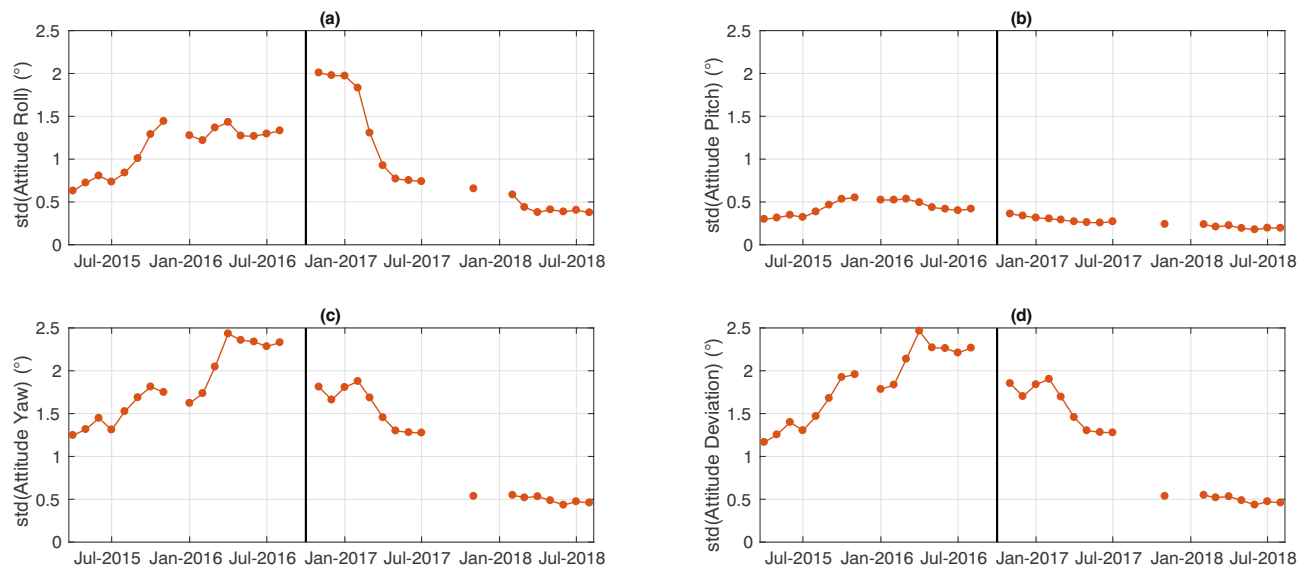 (a)
std(Attitude Roll) (°)
2.5
2
1.5
1
0.5
0
Jul-2015 Jan-2016 Jul-2016 Jan-2017 Jul-2017 Jan-2018 Jul-2018
(b)
std(Attitude Pitch) (°)
2.5
2
1.5
1
0.5
0
Jul-2015 Jan-2016 Jul-2016 Jan-2017 Jul-2017 Jan-2018 Jul-2018
(c)
std(Attitude Yaw) (°)
2.5
2
1.5
1
0.5
0
Jul-2015 Jan-2016 Jul-2016 Jan-2017 Jul-2017 Jan-2018 Jul-2018
(d)
std(Attitude Deviation) (°)
2.5
2
1.5
1
0.5
0
Jul-2015 Jan-2016 Jul-2016 Jan-2017 Jul-2017 Jan-2018 Jul-2018